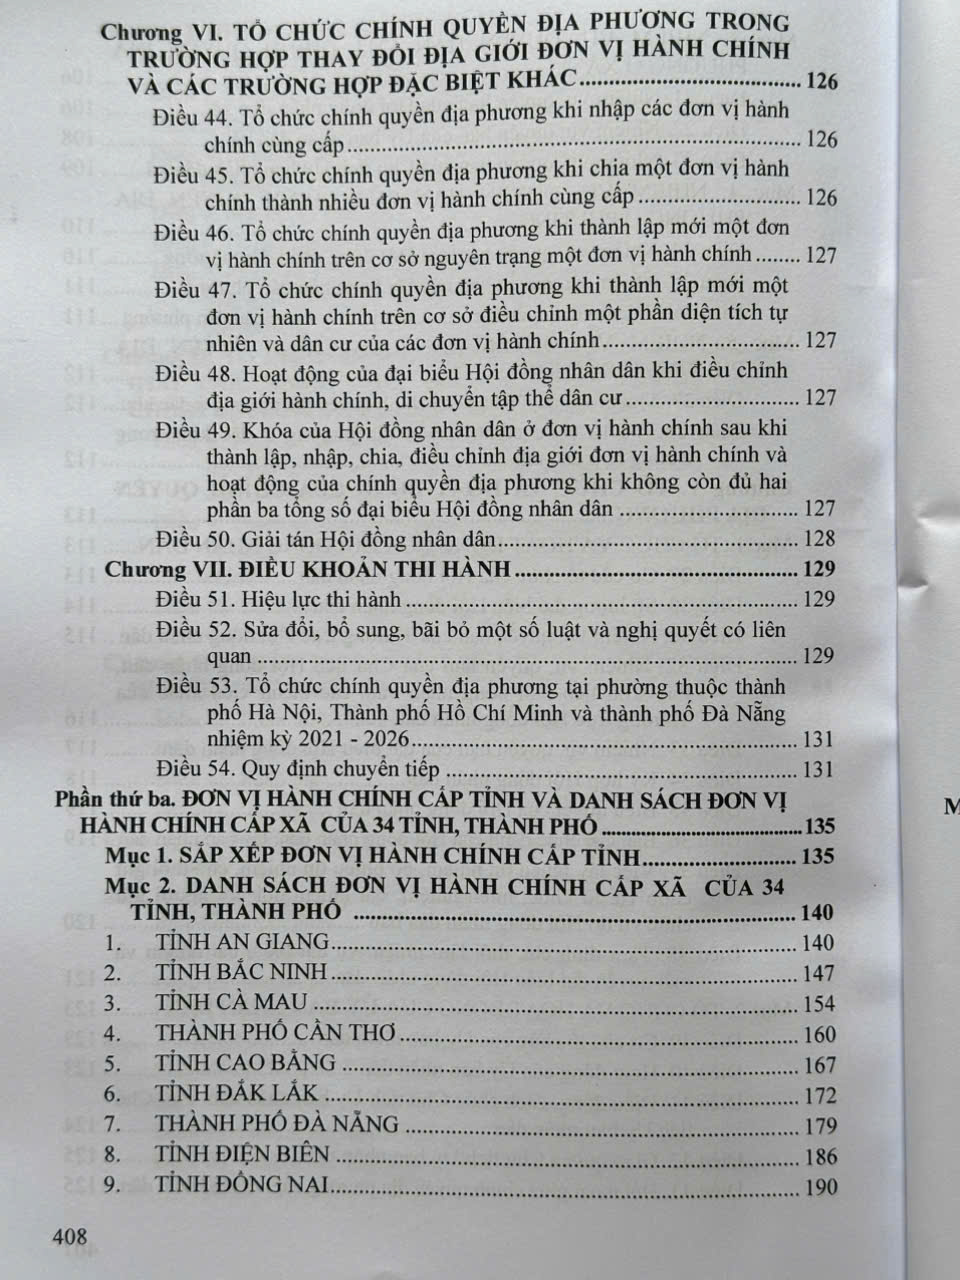 Chương VI. TỔ CHỨC CHÍNH QUYỀN ĐỊA PHƯƠNG TRONG
TRƯỜNG HỢP THAY ĐỔI ĐỊA GIỚI ĐƠN VỊ HÀNH CHÍNH
VÀ CÁC TRƯỜNG HỢP ĐẶC BIỆT KHÁC.......................................126
Điều 44. Tổ chức chính quyền địa phương khi nhập các đơn vị hành
chính cùng cấp.......................................126
Điều 45. Tổ chức chính quyền địa phương khi chia một đơn vị hành
chính thành nhiều đơn vị hành chính cùng cấp.......................................126
Điều 46. Tổ chức chính quyền địa phương khi thành lập mới một đơn
vị hành chính trên cơ sở nguyên trạng một đơn vị hành chính........127
Điều 47. Tổ chức chính quyền địa phương khi thành lập mới một
đơn vị hành chính trên cơ sở điều chỉnh một phần diện tích tự
nhiên và dân cư của các đơn vị hành chính.......................................127
Điều 48. Hoạt động của đại biểu Hội đồng nhân dân khi điều chỉnh
địa giới hành chính, di chuyển tập thể dân cư.......................................127
Điều 49. Khóa của Hội đồng nhân dân ở đơn vị hành chính sau khi
thành lập, nhập, chia, điều chỉnh địa giới đơn vị hành chính và
hoạt động của chính quyền địa phương khi không còn đủ hai
phần ba tổng số đại biểu Hội đồng nhân dân.......................................127
Điều 50. Giải tán Hội đồng nhân dân.......................................128
Chương VII. ĐIỀU KHOẢN THI HÀNH.......................................129
Điều 51. Hiệu lực thi hành.......................................129
Điều 52. Sửa đổi, bổ sung, bãi bỏ một số luật và nghị quyết có liên
quan.......................................129
Điều 53. Tổ chức chính quyền địa phương tại phường thuộc thành
phố Hà Nội, Thành phố Hồ Chí Minh và thành phố Đà Nẵng
nhiệm kỳ 2021 - 2026.......................................131
Điều 54. Quy định chuyển tiếp.......................................131
Phần thứ ba. ĐƠN VỊ HÀNH CHÍNH CẤP TỈNH VÀ DANH SÁCH ĐƠN VỊ
HÀNH CHÍNH CẤP XÃ CỦA 34 TỈNH, THÀNH PHỐ.......................................135
Mục 1. SẮP XẾP ĐƠN VỊ HÀNH CHÍNH CẤP TỈNH.......................................135
Mục 2. DANH SÁCH ĐƠN VỊ HÀNH CHÍNH CẤP XÃ CỦA 34
TỈNH, THÀNH PHỐ.......................................140
1. TỈNH AN GIANG.......................................140
2. TỈNH BẮC NINH.......................................147
3. TỈNH CÀ MAU.......................................154
4. THÀNH PHỐ CẦN THƠ.......................................160
5. TỈNH CAO BẰNG.......................................167
6. TỈNH ĐẮK LẮK.......................................172
7. THÀNH PHỐ ĐÀ NẴNG.......................................179
8. TỈNH ĐIỆN BIÊN.......................................186
9. TỈNH ĐỒNG NAI.......................................190
408